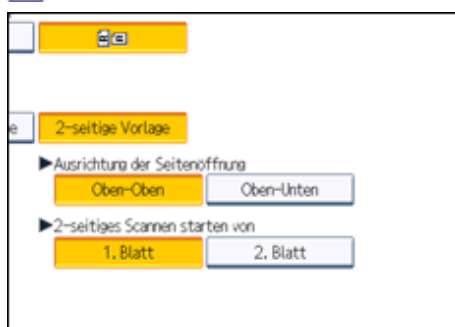 e 2-seitige Vorlage
Ausrichtung der Seitenöffnung
Oben-Oben Oben-Unten
2-seitiges Scannen starten von
1. Blatt 2. Blatt